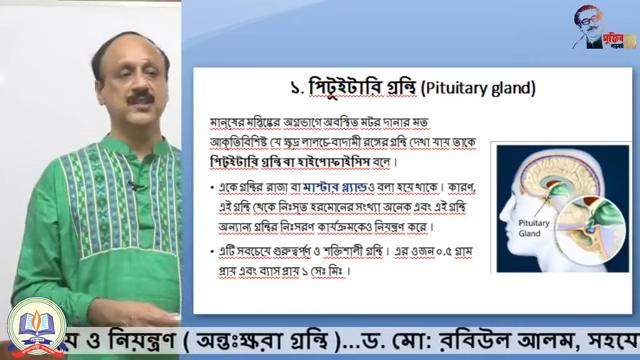 ১. পিটুইটারি গ্রন্থি (Pituitary gland)
মানুষের মস্তিষ্কের অগ্রভাগে অবস্থিত মটর দানার মত
আকৃতিবিশিষ্ট যে ক্ষুদ্র লালচে-বাদামী রঙ্গের গ্রন্থি দেখা যায় তাকে
পিটুইটারি গ্রন্থি বা হাইপোফাইসিস বলে ।
• একে গ্রন্থির রাজা বা মাস্টার গ্ল্যান্ডও বলা হয়ে থাকে । কারণ,
এই গ্রন্থি থেকে নিঃসৃত হরমোনের সংখ্যা অনেক এবং এই গ্রন্থি
অন্যান্য গ্রন্থির নিঃসরণ কার্যক্রমকেও নিয়ন্ত্রণ করে ।
• এটি সবচেয়ে গুরুত্বর্পূণ ও শক্তিশালী গ্রন্থি । এর ওজন ০.৫ গ্রাম
প্রায় এবং ব্যাস প্রায় ১ সেঃ মিঃ ।
Pituitary
Gland
ও নিয়ন্ত্রণ ( অন্তঃক্ষরা গ্রন্থি)...ড. মো: রবিউল আলম, সহযে